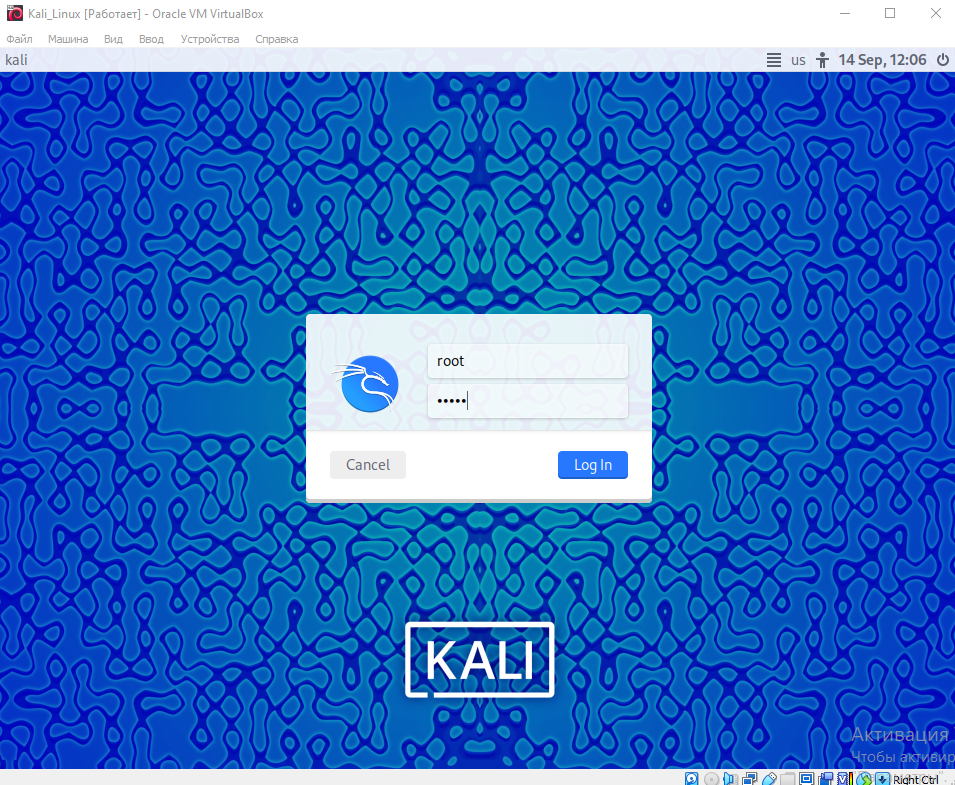 Kali_Linux [Работает] - Oracle VM VirtualBox
Файл Машина Вид Ввод Устройства Справка
kali us 14 Sep, 12:06
root
•••••
Cancel Log In
KALI
Активация
Чтобы активир
Right Ctrl